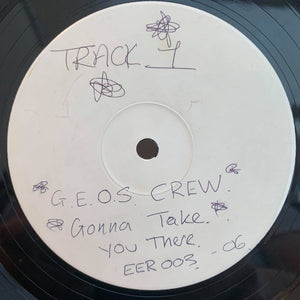 TRACK 1
G.E.O.S. CREW.
Gonna Take.
you There.
EER 003 - 06.